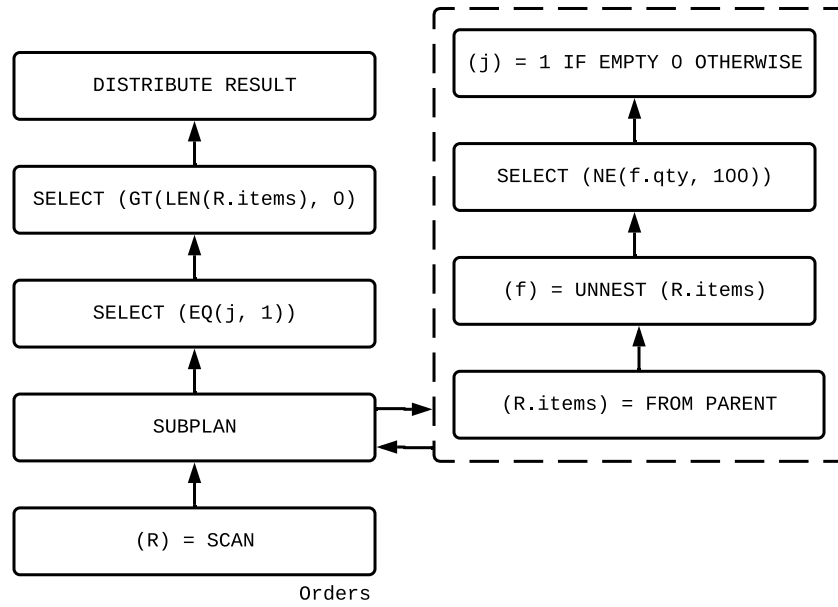 DISTRIBUTE RESULT
SELECT (GT(LEN(R.items), 0)
SELECT (EQ(j, 1))
SUBPLAN
(R) = SCAN
Orders
(j) = 1 IF EMPTY 0 OTHERWISE
SELECT (NE(f.qty, 100))
(f) = UNNEST (R.items)
(R.items) = FROM PARENT